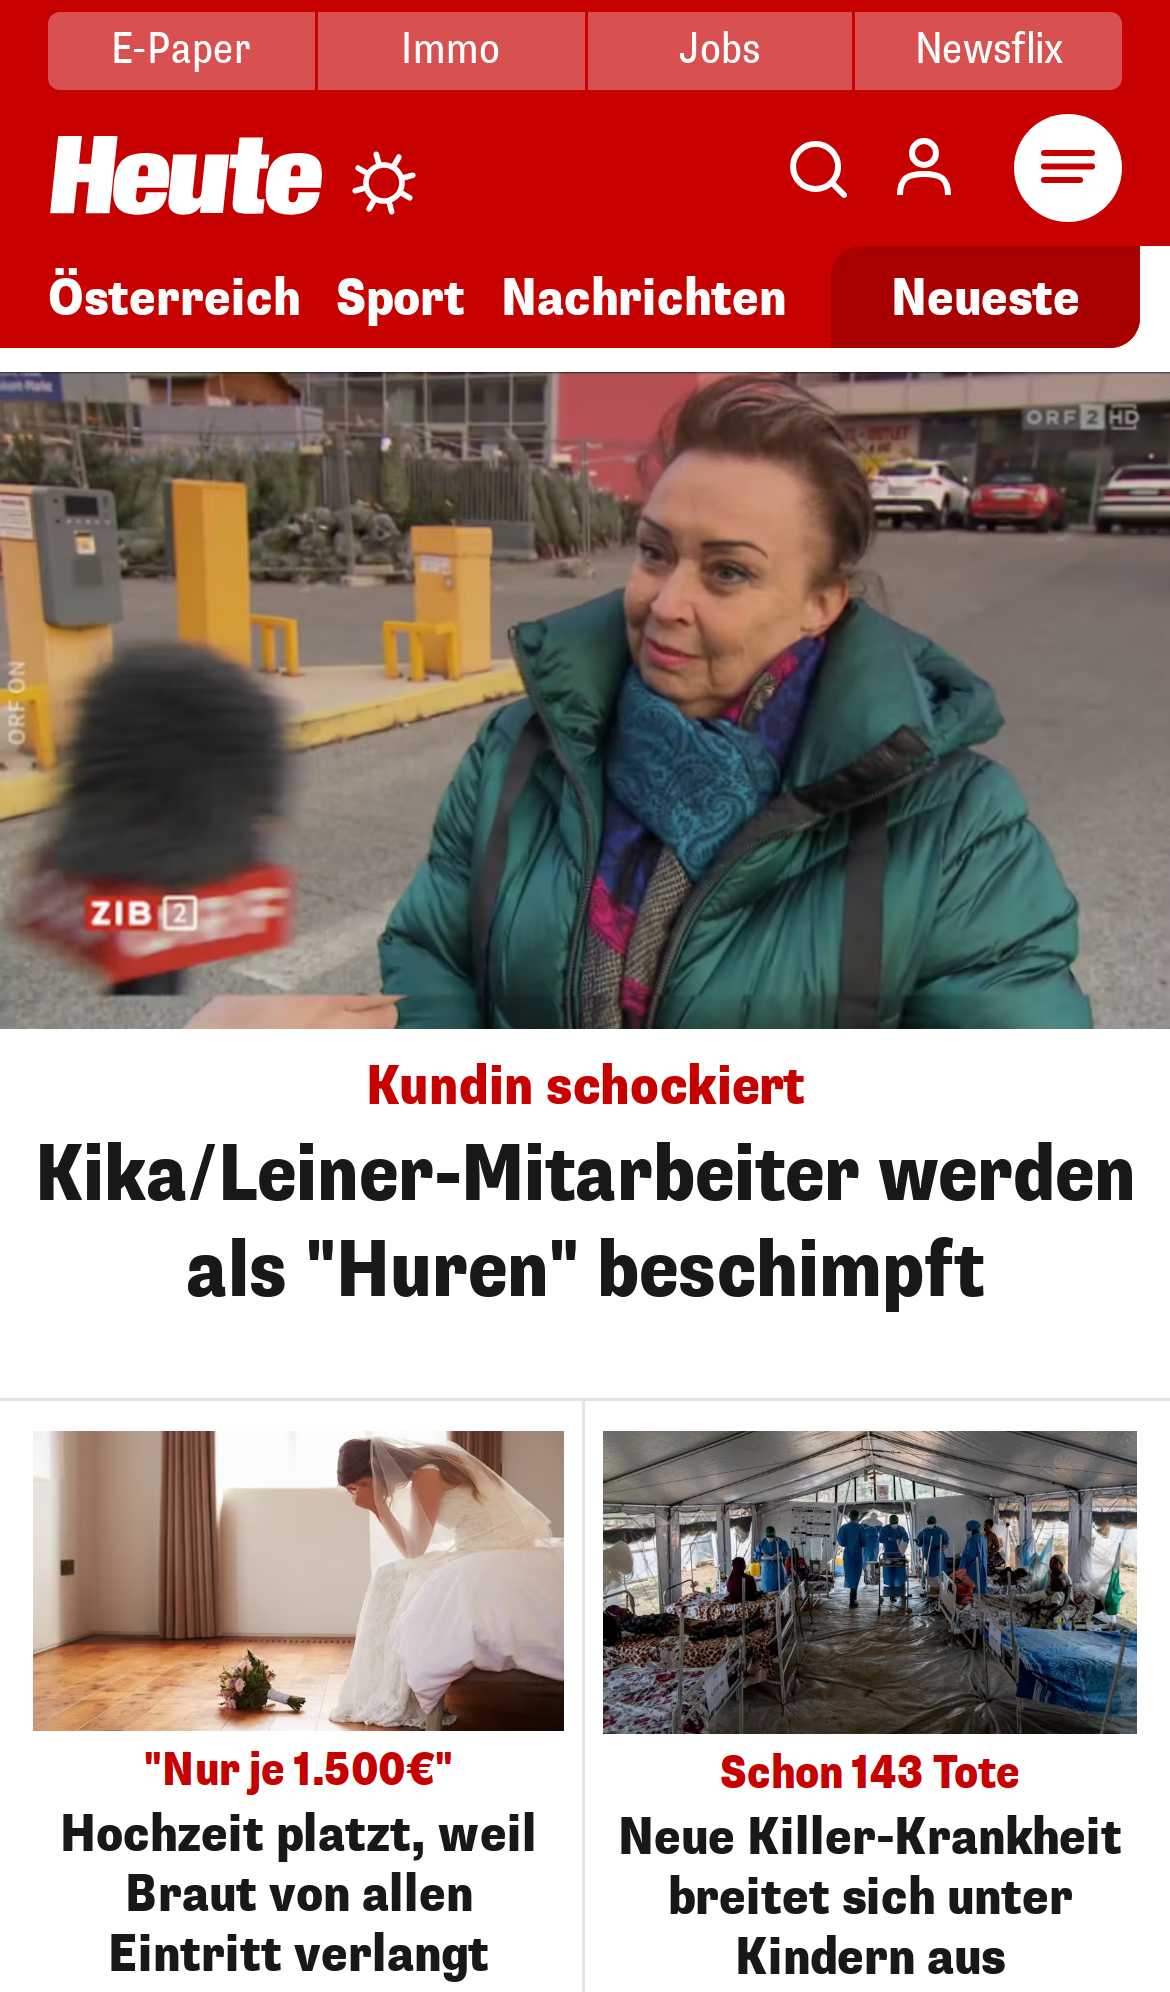 E-Paper
Immo
Jobs
Newsflix
Heute
Österreich
Sport
Nachrichten
Neueste
ORF 2 HD
ORF ON
ZIB 2
Kundin schockiert
Kika/Leiner-Mitarbeiter werden
als "Huren" beschimpft
"Nur je 1.500€"
Hochzeit platzt, weil
Braut von allen
Eintritt verlangt
Schon 143 Tote
Neue Killer-Krankheit
breitet sich unter
Kindern aus